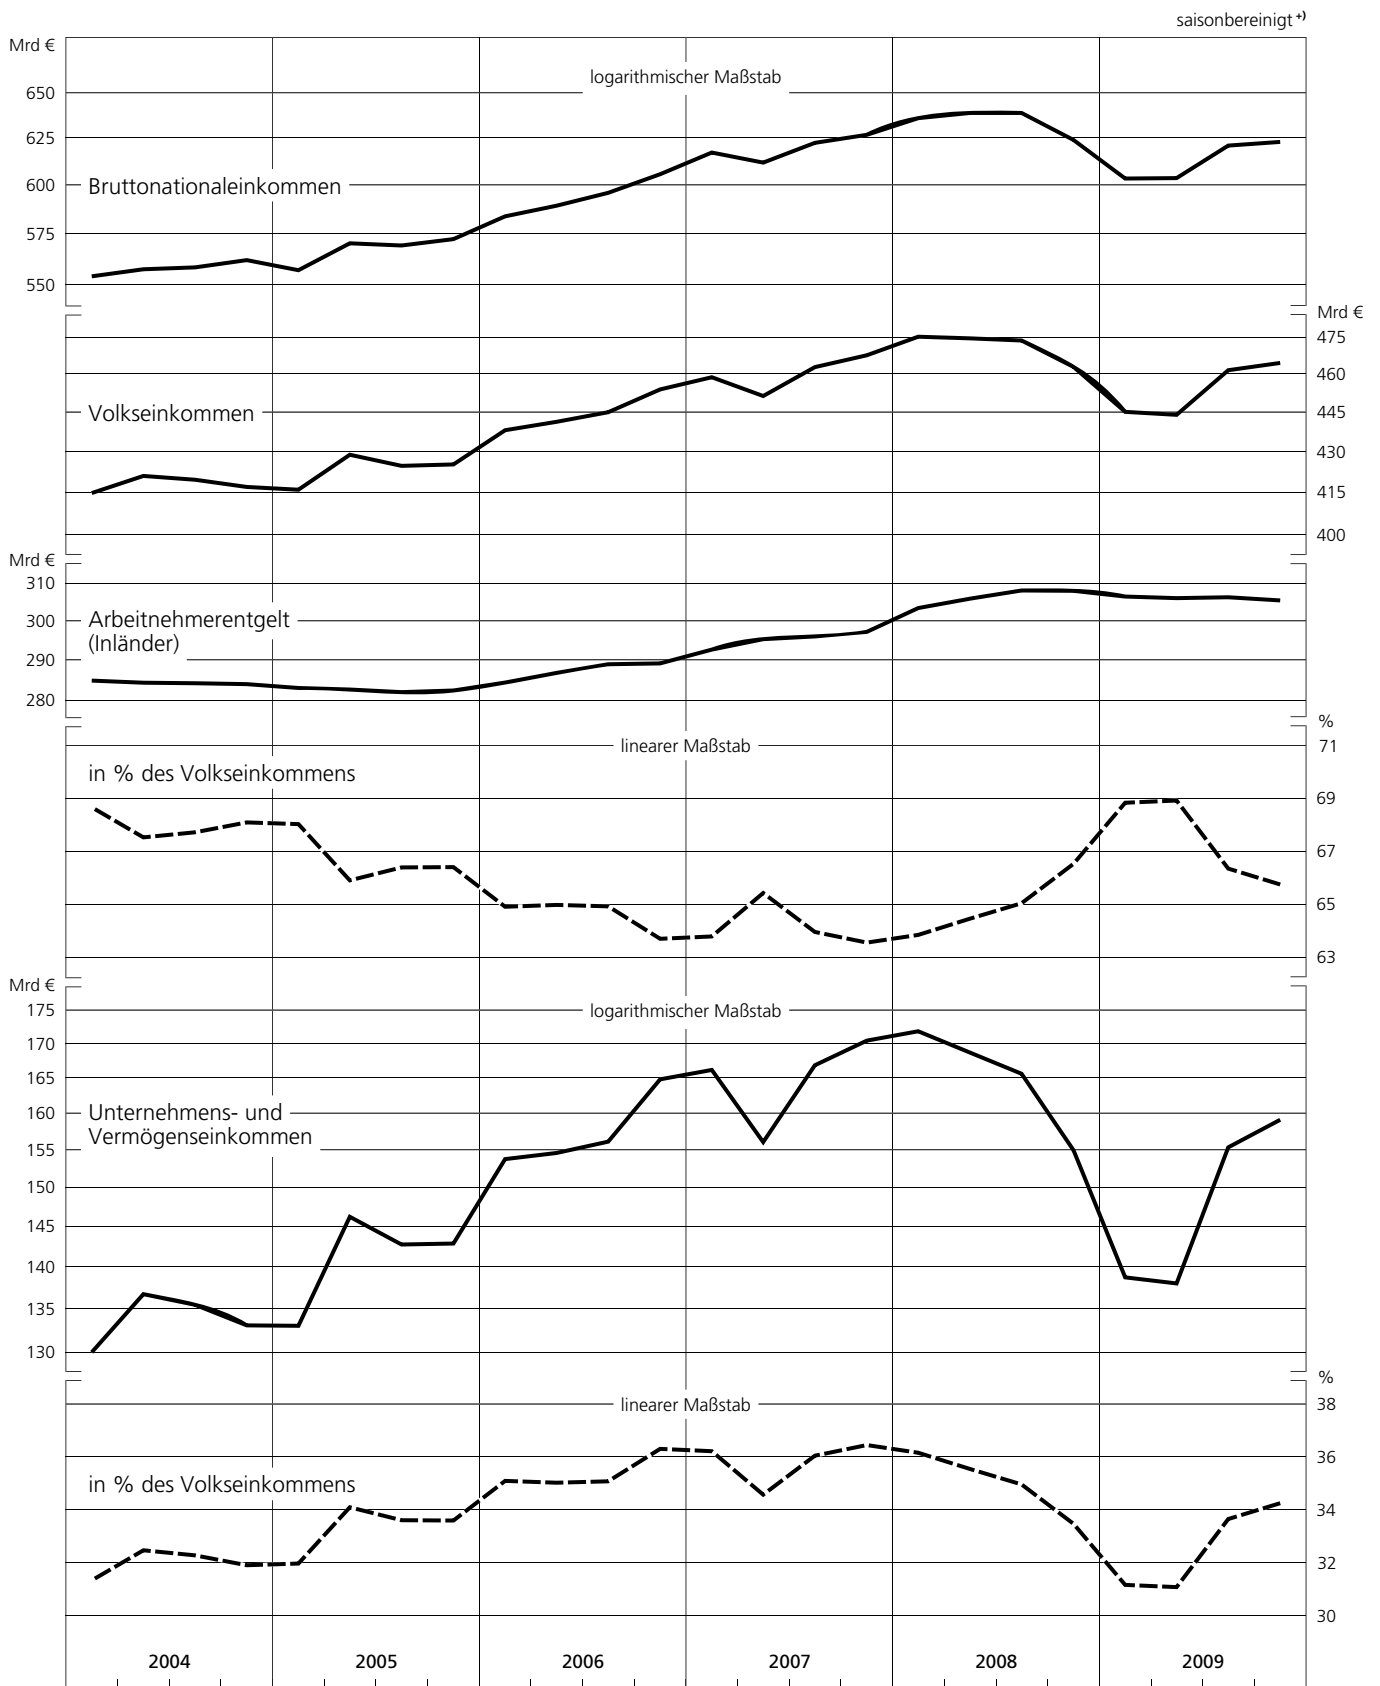 saisonbereinigt +)
Mrd €
logarithmischer Maßstab
650
625
600
575
550
Bruttonationaleinkommen
Mrd €
475
460
445
430
415
400
Volkseinkommen
Mrd €
310
300
290
280
Arbeitnehmerentgelt
(Inländer)
%
linearer Maßstab
71
69
67
65
63
in % des Volkseinkommens
Mrd €
logarithmischer Maßstab
175
170
165
160
155
150
145
140
135
130
Unternehmens- und
Vermögenseinkommen
%
linearer Maßstab
38
36
34
32
30
in % des Volkseinkommens
2004 2005 2006 2007 2008 2009